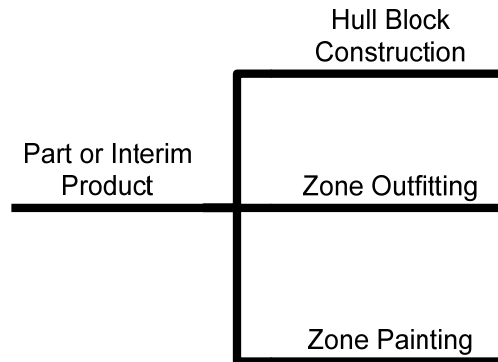 Hull Block
Construction
Part or Interim
Product
Zone Outfitting
Zone Painting